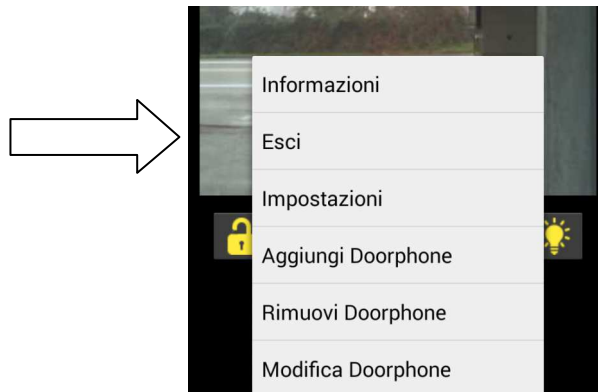 Informazioni
Esci
Impostazioni
Aggiungi Doorphone
Rimuovi Doorphone
Modifica Doorphone